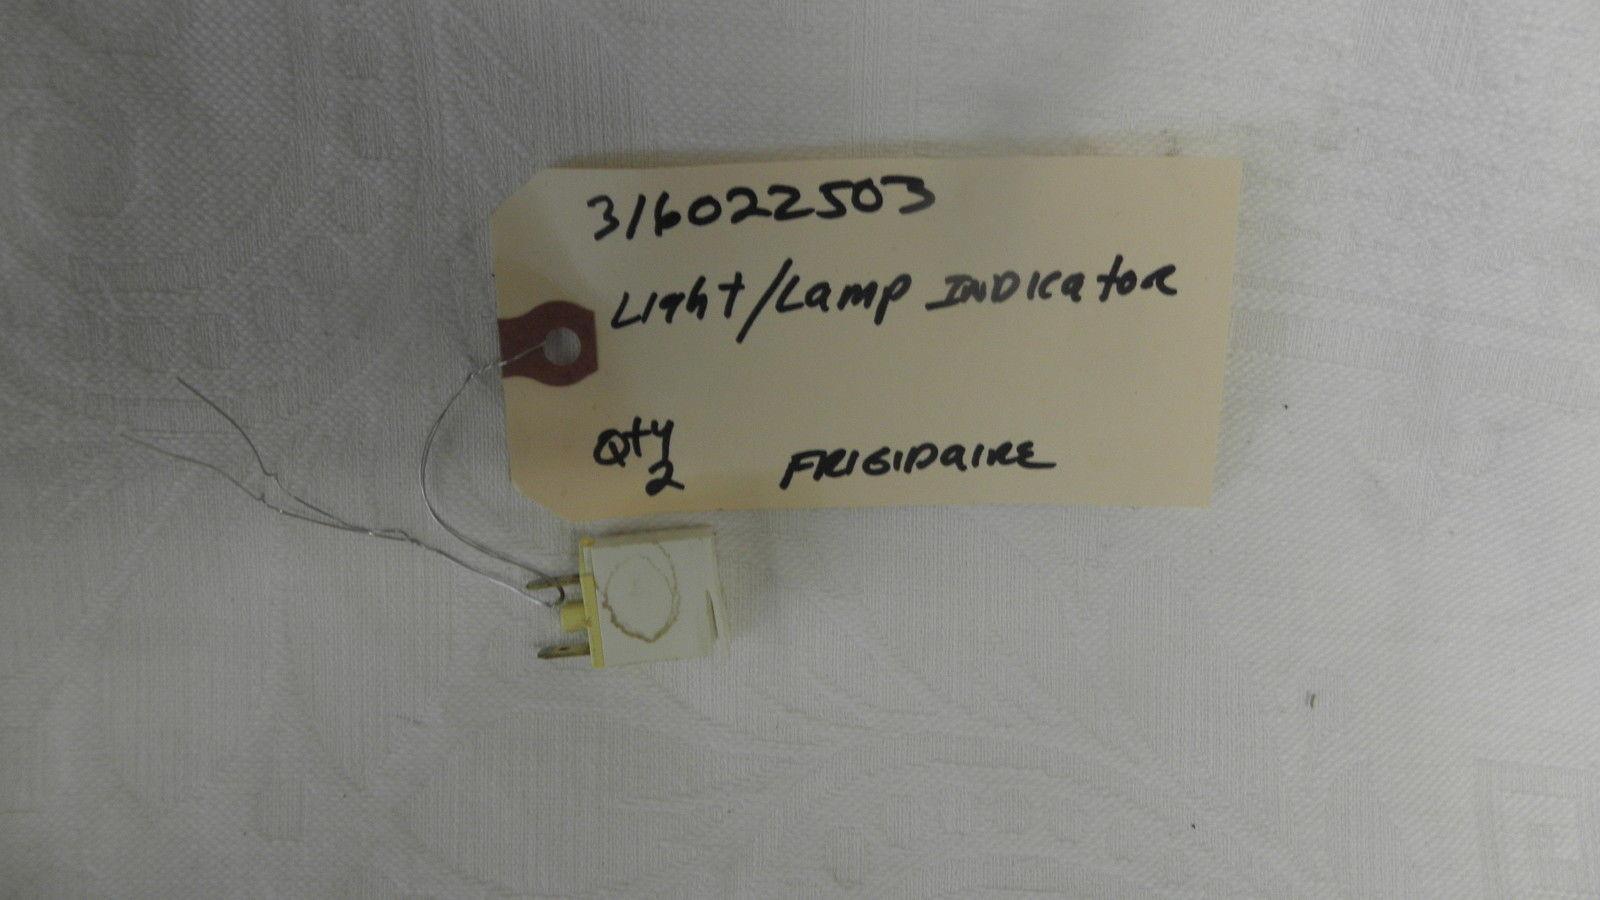 316022503
Light/Lamp INDIcator
Qty
2
FRIGIDaIRE